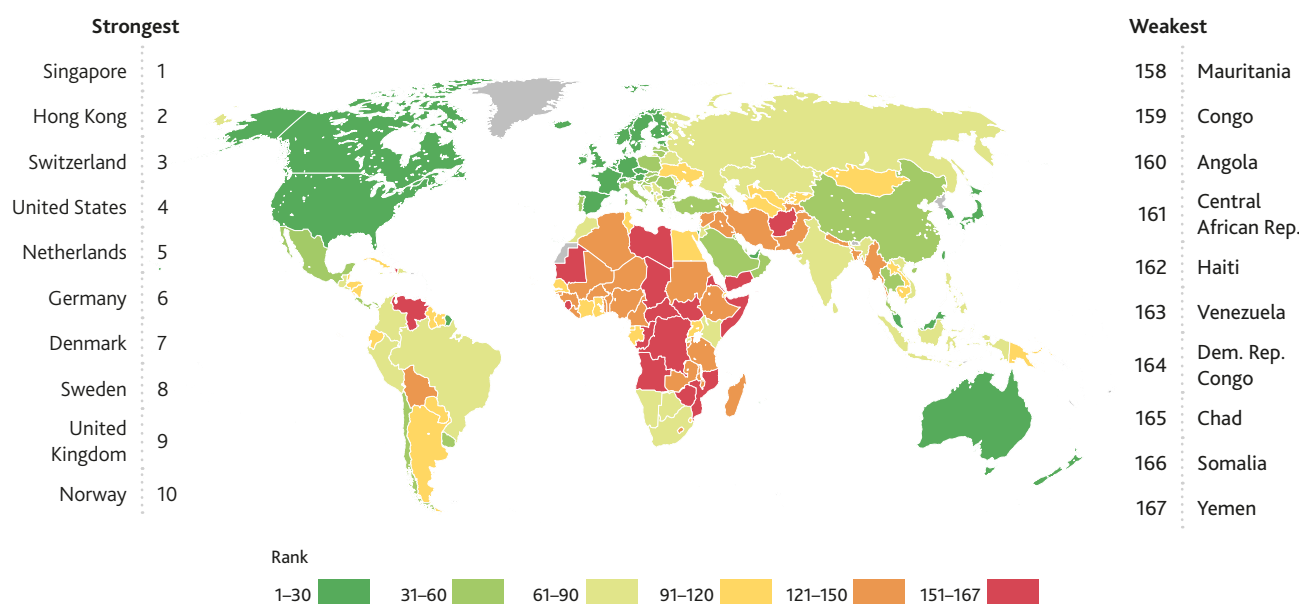 Strongest
Singapore 1
Hong Kong 2
Switzerland 3
United States 4
Netherlands 5
Germany 6
Denmark 7
Sweden 8
United
Kingdom 9
Norway 10
Weakest
158 Mauritania
159 Congo
160 Angola
161 Central
African Rep.
162 Haiti
163 Venezuela
164 Dem. Rep.
Congo
165 Chad
166 Somalia
167 Yemen
Rank
1–30 31–60 61–90 91–120 121–150 151–167